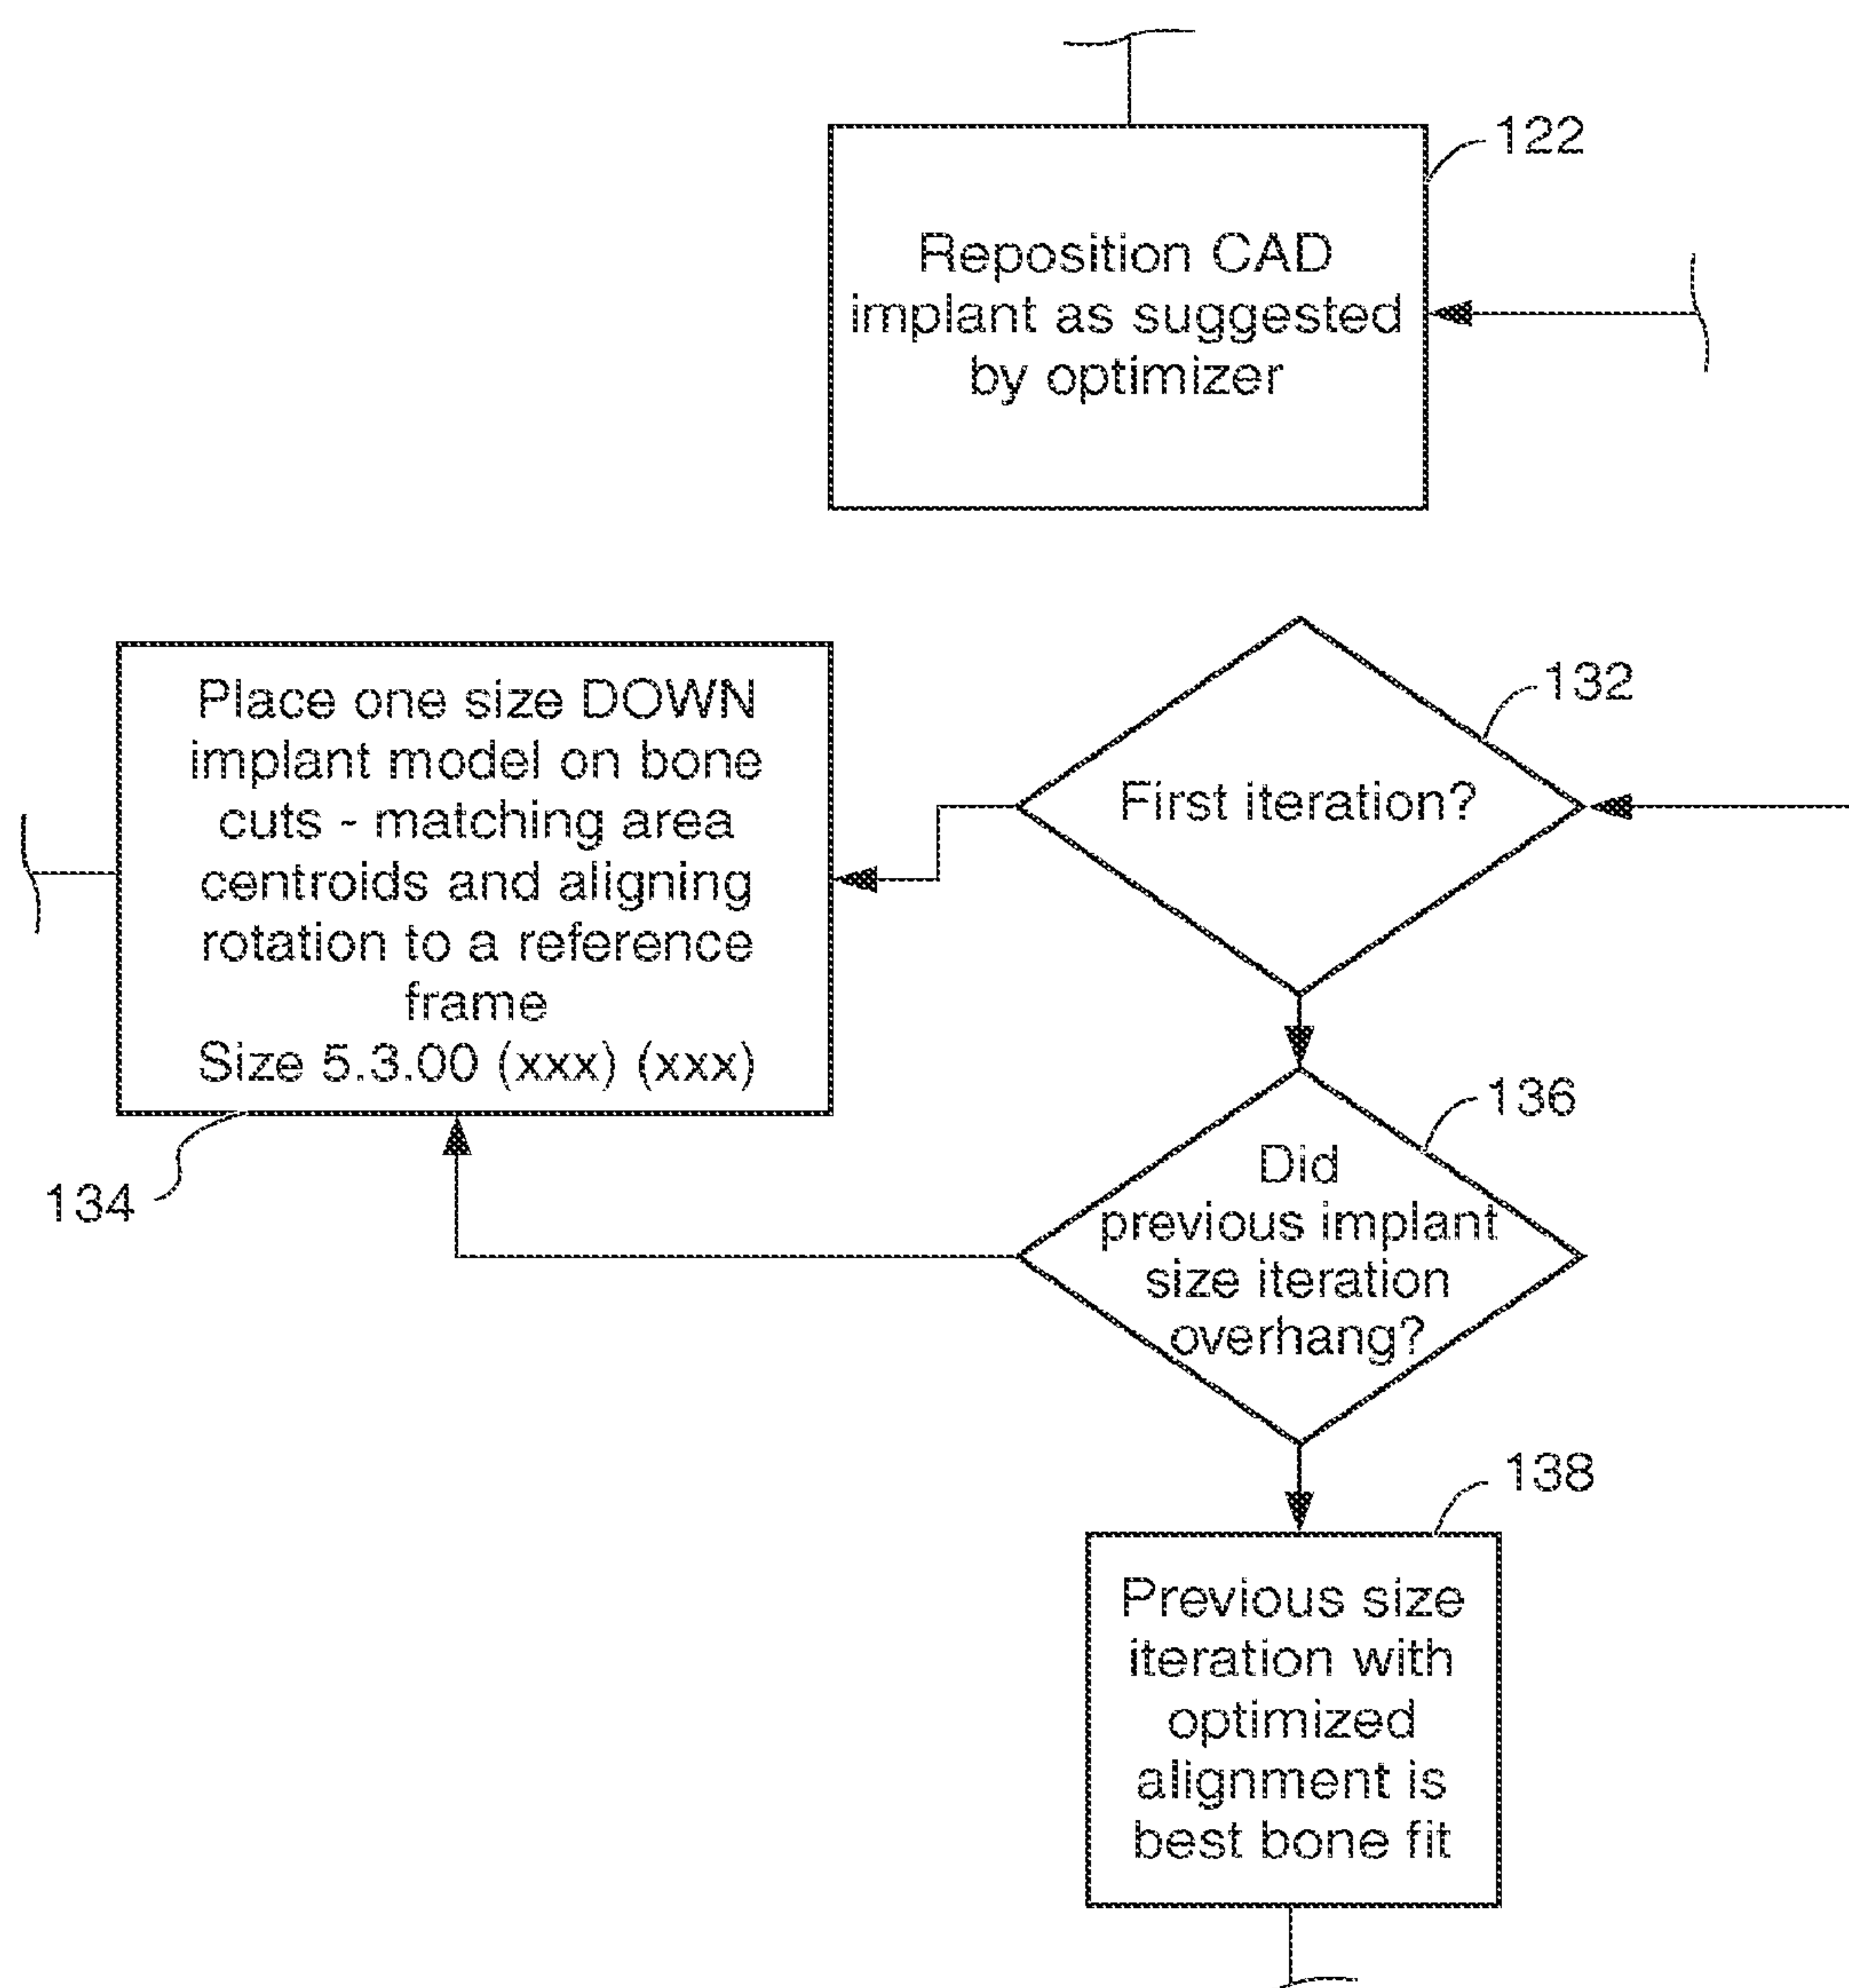 122
Reposition CAD
implant as suggested
by optimizer
132
First iteration?
Place one size DOWN
implant model on bone
cuts - matching area
centroids and aligning
rotation to a reference
frame
Size 5.3.00 (xxx) (xxx)
134
136
Did
previous implant
size iteration
overhang?
138
Previous size
iteration with
optimized
alignment is
best bone fit